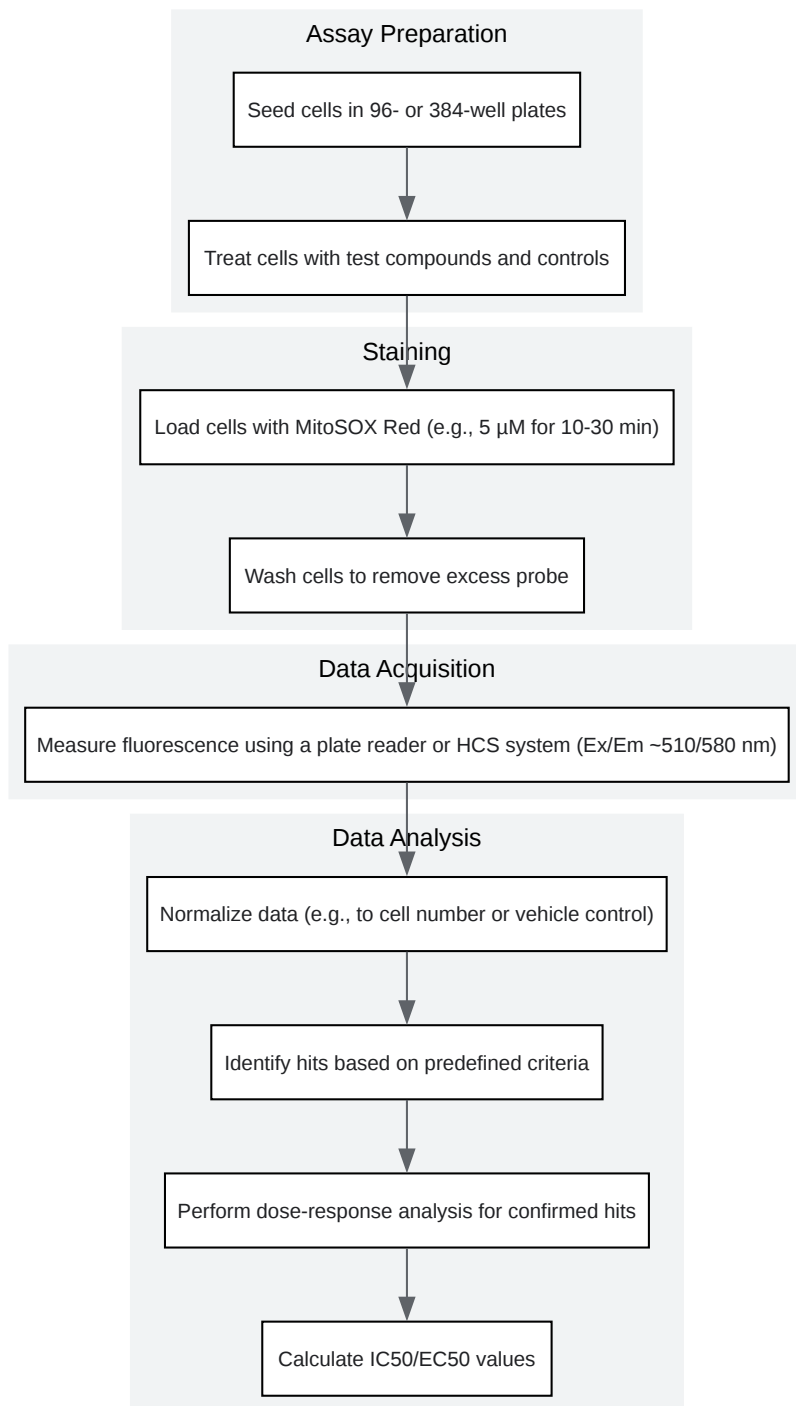 Assay Preparation
Seed cells in 96- or 384-well plates
Treat cells with test compounds and controls
Staining
Load cells with MitoSOX Red (e.g., 5 µM for 10-30 min)
Wash cells to remove excess probe
Data Acquisition
Measure fluorescence using a plate reader or HCS system (Ex/Em ~510/580 nm)
Data Analysis
Normalize data (e.g., to cell number or vehicle control)
Identify hits based on predefined criteria
Perform dose-response analysis for confirmed hits
Calculate IC50/EC50 values